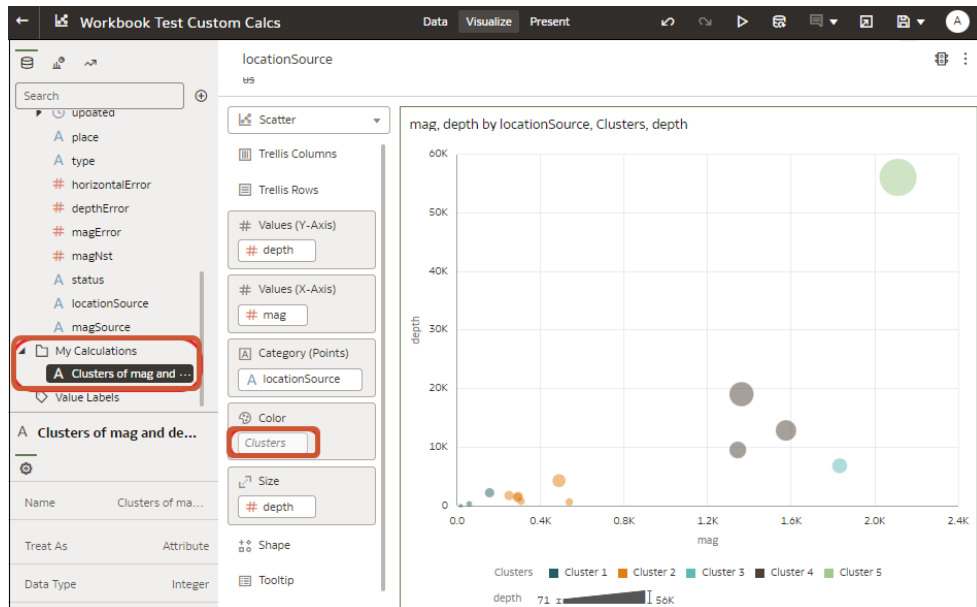 Workbook Test Custom Calcs
Data Visualize Present
A
locationSource
us
Search
updated
A place
A type
# horizontalError
# depthError
# magError
# magNst
A status
A locationSource
A magSource
My Calculations
A Clusters of mag and ...
Value Labels
A Clusters of mag and de...
Name Clusters of ma...
Treat As Attribute
Data Type Integer
Scatter
Trellis Columns
Trellis Rows
# Values (Y-Axis)
# depth
# Values (X-Axis)
# mag
A Category (Points)
A locationSource
Color
Clusters
Size
# depth
Shape
Tooltip
mag, depth by locationSource, Clusters, depth
60K
50K
40K
30K
20K
10K
0
depth
0.0 0.4K 0.8K 1.2K 1.6K 2.0K 2.4K
mag
Clusters Cluster 1 Cluster 2 Cluster 3 Cluster 4 Cluster 5
depth 71 56K